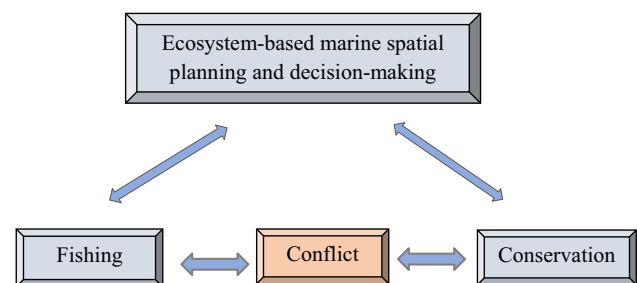 Ecosystem-based marine spatial
planning and decision-making
Fishing
Conflict
Conservation